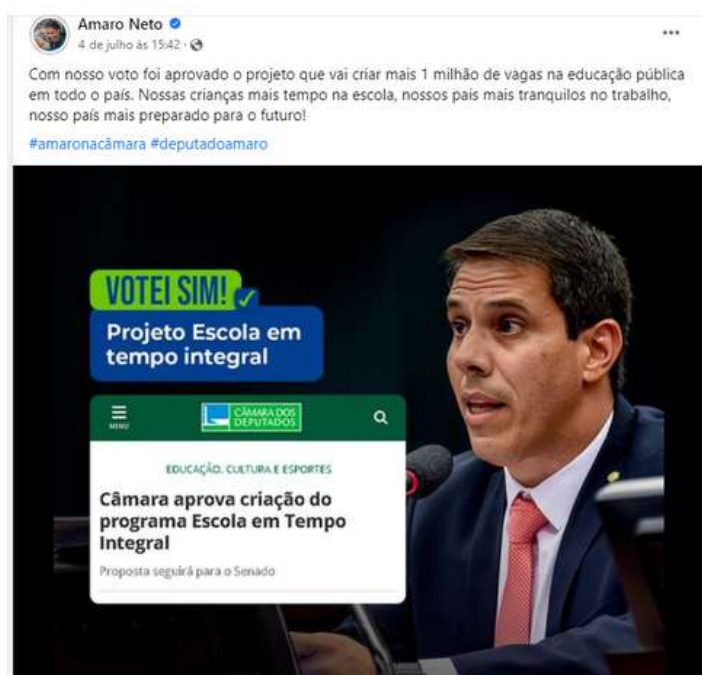 Amaro Neto
4 de julho às 15:42 ·
Com nosso voto foi aprovado o projeto que vai criar mais 1 milhão de vagas na educação pública
em todo o país. Nossas crianças mais tempo na escola, nossos pais mais tranquilos no trabalho,
nosso país mais preparado para o futuro!
#amaronacâmara #deputadoamaro
VOTEI SIM!
Projeto Escola em
tempo integral
MENU
CÂMARA DOS
DEPUTADOS
EDUCAÇÃO, CULTURA E ESPORTES
Câmara aprova criação do
programa Escola em Tempo
Integral
Proposta seguirá para o Senado